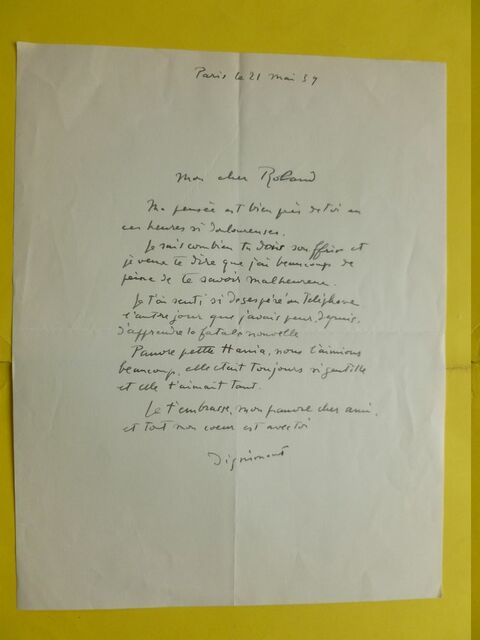 Paris le 21 mai 59
Mon cher Roland
Ma pensée est bien près de toi en
ces heures si douloureuses.
Je sais combien tu dois souffrir et
je veux te dire que j'ai beaucoup de
peine de te savoir malheureux.
Je t'ai senti si désespéré au Téléphone
l'autre jour que j'avais peur, depuis,
d'apprendre la fatale nouvelle
Pauvre petite Hania, nous l'aimions
beaucoup, elle était toujours si gentille
et elle t'aimait tant.
Je t'embrasse, mon pauvre cher ami,
et tout mon coeur est avec toi
Dignimont